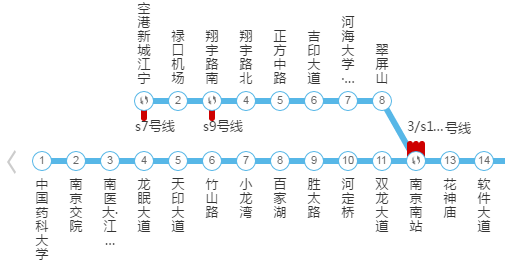 空港新城江宁
禄口机场
翔宇路南
翔宇路北
正方中路
吉印大道
河海大学·...
翠屏山
2
4
5
6
7
8
s7号线
s9号线
3/s1...号线
1
2
3
4
5
6
7
8
9
10
11
13
14
中国药科大学
南京交院
南医大·江...
龙眠大道
天印大道
竹山路
小龙湾
百家湖
胜太路
河定桥
双龙大道
南京南站
花神庙
软件大道